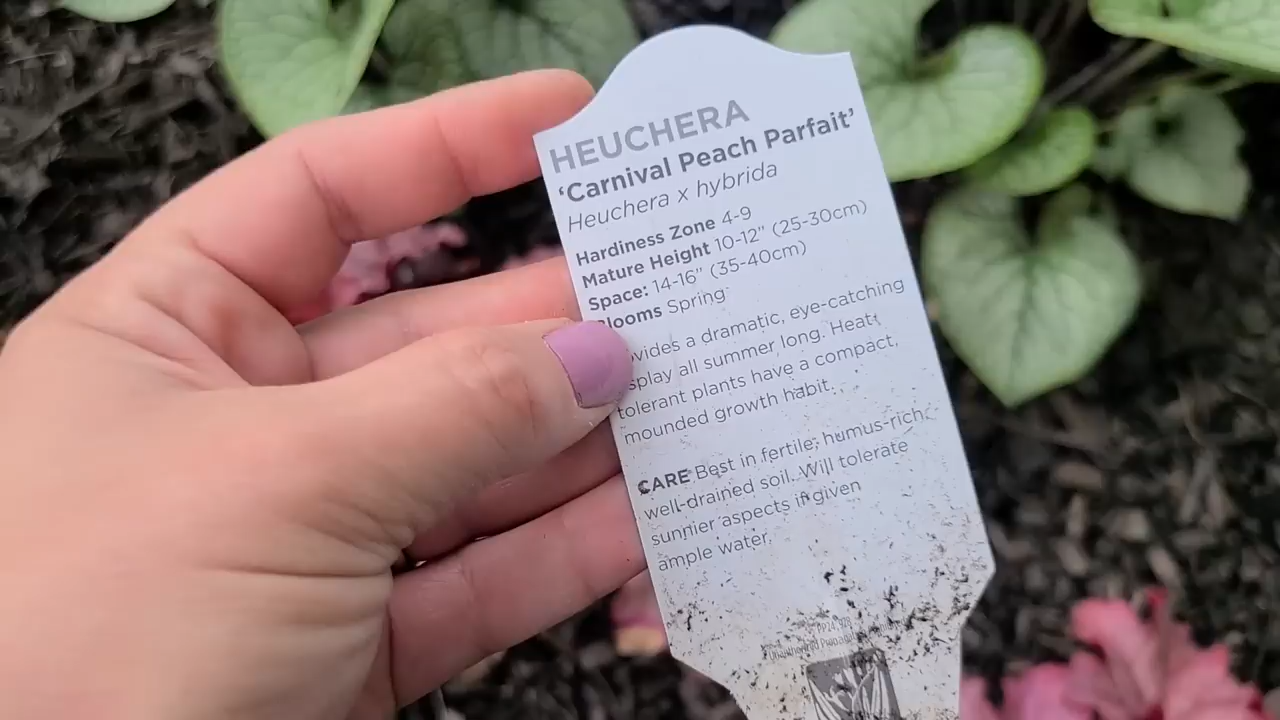 HEUCHERA
‘Carnival Peach Parfait’
Heuchera x hybrida
Hardiness Zone 4-9
Mature Height 10-12" (25-30cm)
Space: 14-16" (35-40cm)
Blooms Spring
vides a dramatic, eye-catching
splay all summer long. Heat
tolerant plants have a compact,
mounded growth habit.
CARE Best in fertile, humus-rich,
well-drained soil. Will tolerate
sunnier aspects if given
ample water.